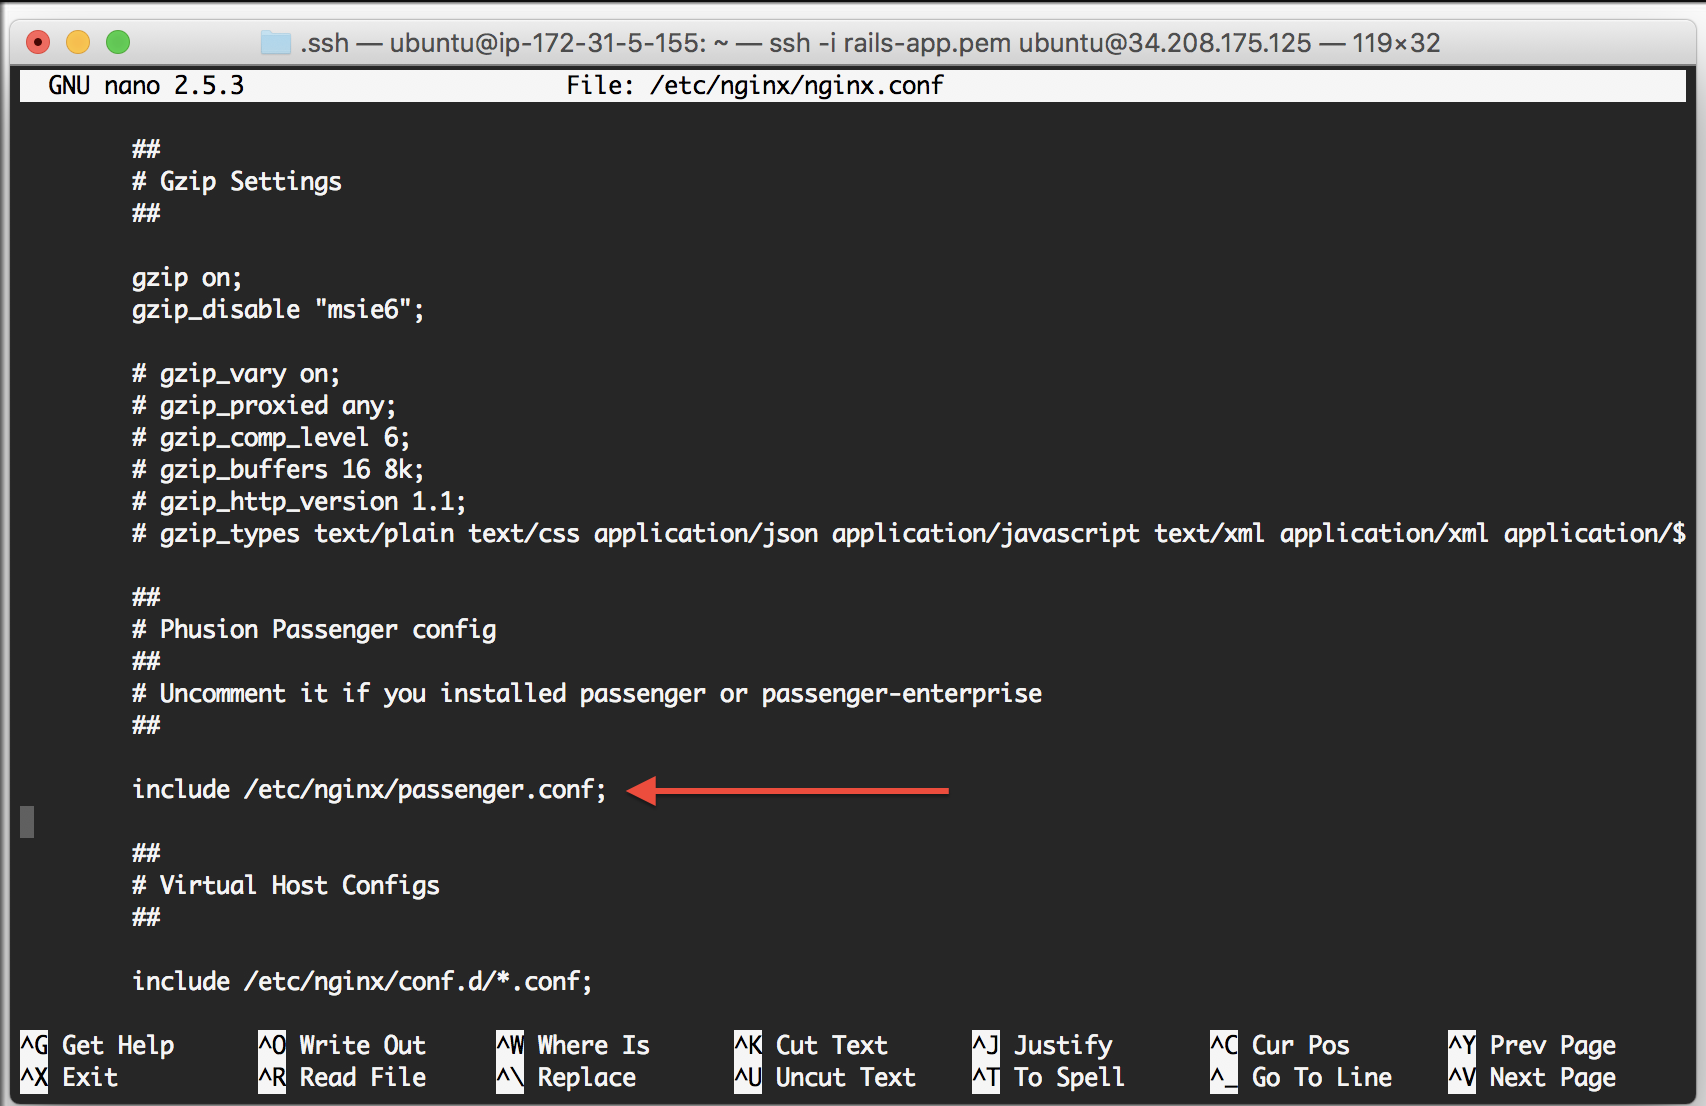 .ssh — ubuntu@ip-172-31-5-155: ~ — ssh -i rails-app.pem ubuntu@34.208.175.125 — 119×32
GNU nano 2.5.3 File: /etc/nginx/nginx.conf
##
# Gzip Settings
##
gzip on;
gzip_disable "msie6";
# gzip_vary on;
# gzip_proxied any;
# gzip_comp_level 6;
# gzip_buffers 16 8k;
# gzip_http_version 1.1;
# gzip_types text/plain text/css application/json application/javascript text/xml application/xml application/$
##
# Phusion Passenger config
##
# Uncomment it if you installed passenger or passenger-enterprise
##
include /etc/nginx/passenger.conf;
##
# Virtual Host Configs
##
include /etc/nginx/conf.d/*.conf;
^G Get Help ^O Write Out ^W Where Is ^K Cut Text ^J Justify ^C Cur Pos ^Y Prev Page
^X Exit ^R Read File ^\ Replace ^U Uncut Text ^T To Spell ^_ Go To Line ^V Next Page